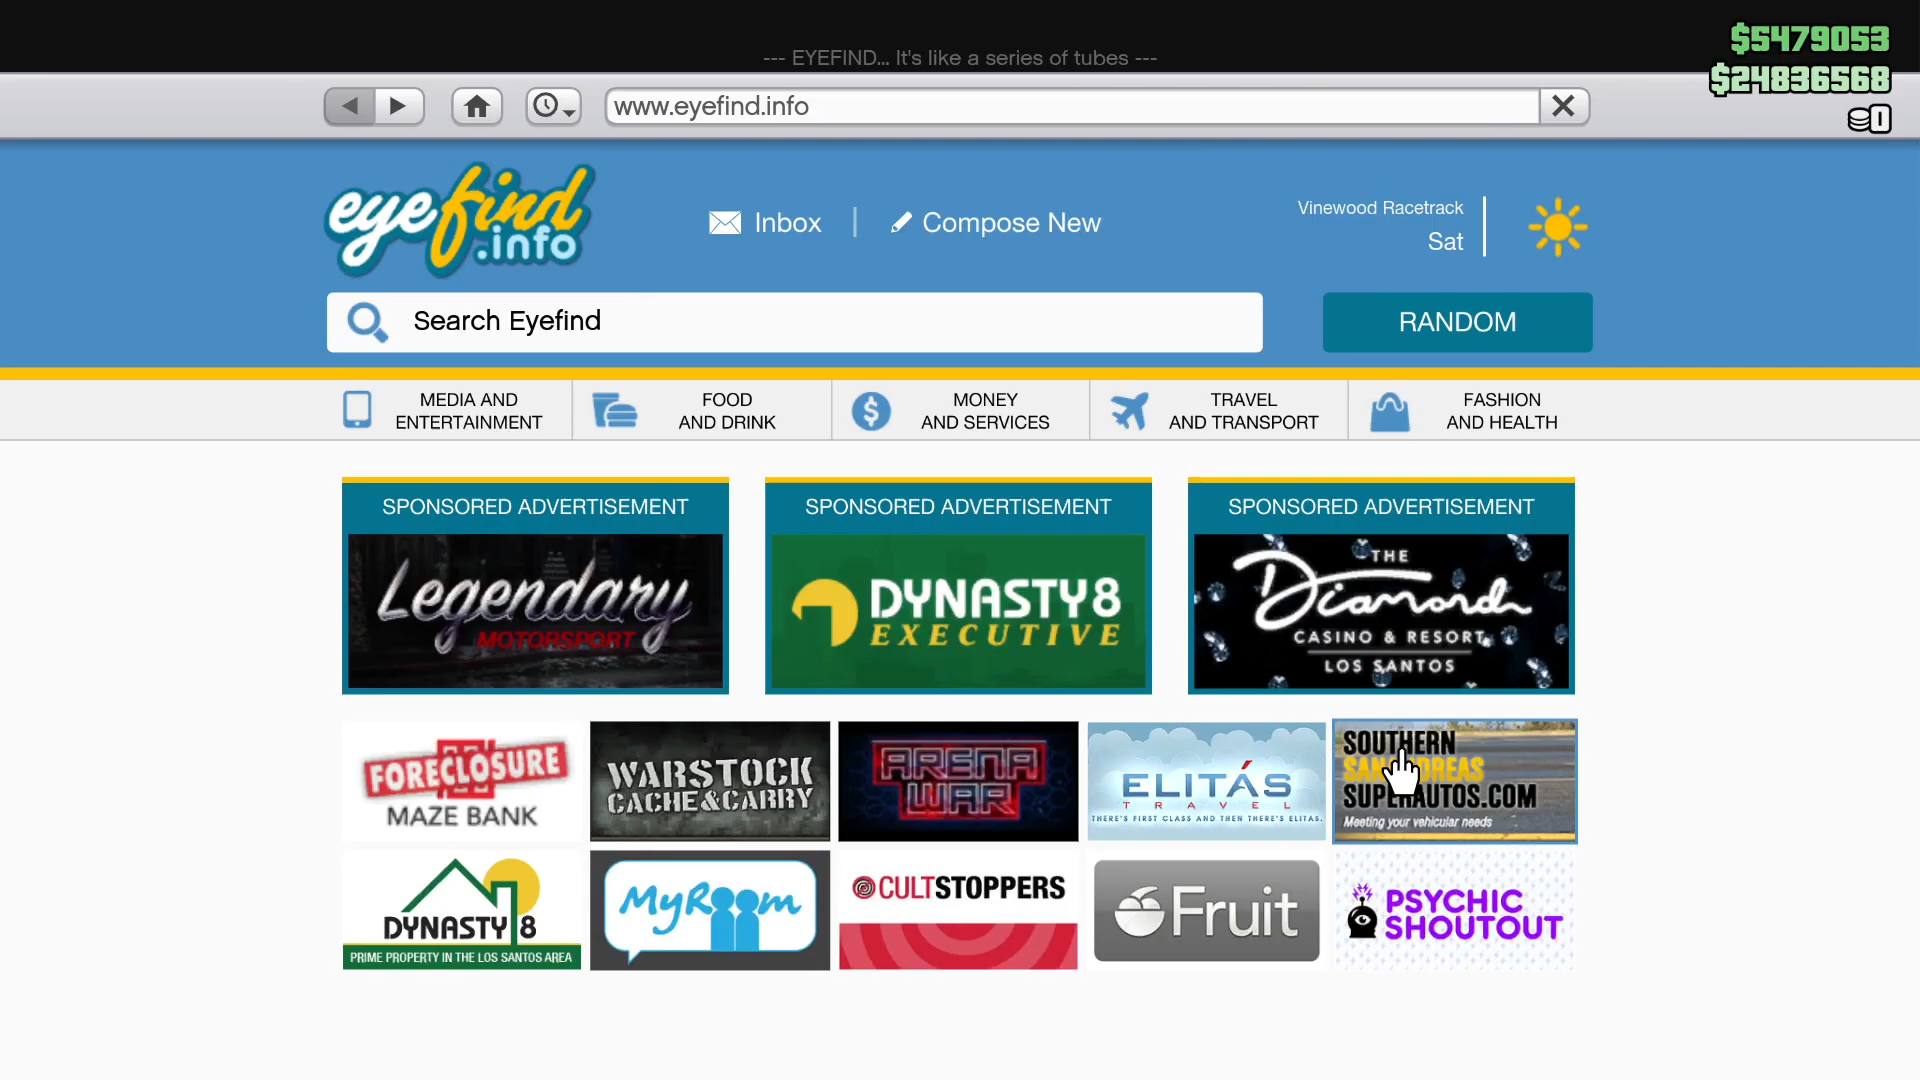 --- EYEFIND... It's like a series of tubes ---
$5479053
$24836568
1
www.eyefind.info
eyefind
.info
Inbox
Compose New
Vinewood Racetrack
Sat
Search Eyefind
RANDOM
MEDIA AND
ENTERTAINMENT
FOOD
AND DRINK
MONEY
AND SERVICES
TRAVEL
AND TRANSPORT
FASHION
AND HEALTH
SPONSORED ADVERTISEMENT
Legendary
MOTORSPORT
SPONSORED ADVERTISEMENT
DYNASTY8
EXECUTIVE
SPONSORED ADVERTISEMENT
THE
Diamond
CASINO & RESORT
LOS SANTOS
FORECLOSURE
MAZE BANK
WARSTOCK
CACHE&CARRY
ARENA
WAR
ELITÁS
TRAVEL
THERE'S FIRST CLASS AND THEN THERE'S ELITAS.
SOUTHERN
SAN ANDREAS
SUPERAUTOS.COM
Meeting your vehicular needs
DYNASTY 8
PRIME PROPERTY IN THE LOS SANTOS AREA
MyRoom
CULTSTOPPERS
Fruit
PSYCHIC
SHOUTOUT